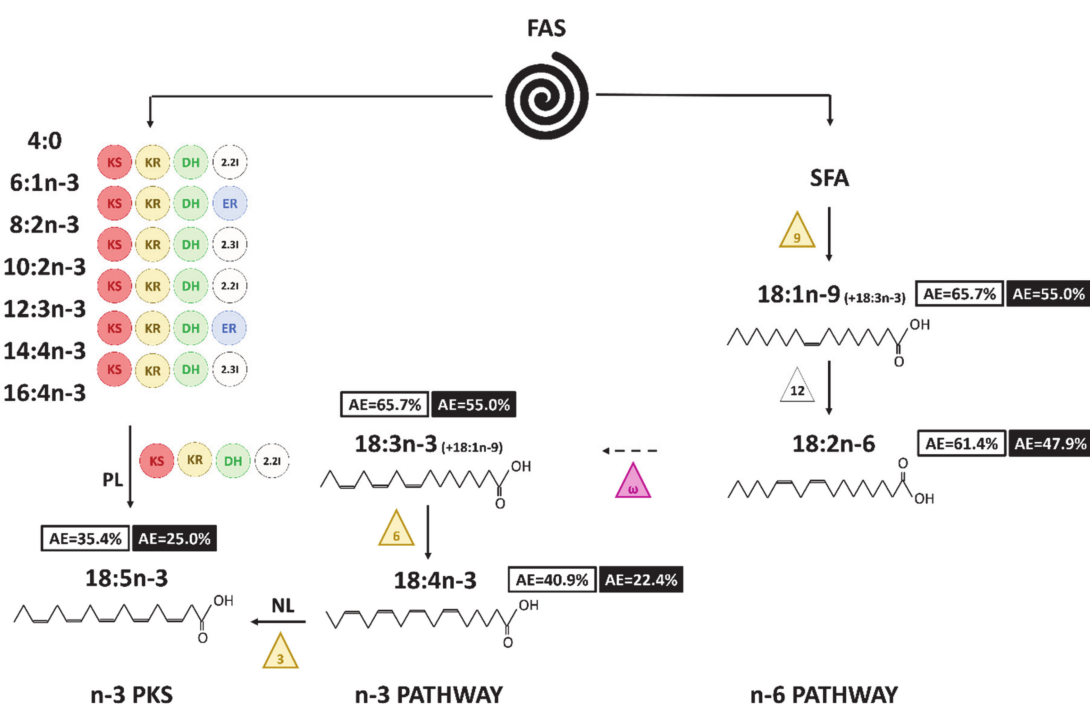 FAS
4:0
KS KR DH 2.2I
6:1n-3
KS KR DH ER
8:2n-3
KS KR DH 2.3I
10:2n-3
KS KR DH 2.2I
12:3n-3
KS KR DH ER
14:4n-3
KS KR DH 2.3I
16:4n-3
PL
KS KR DH 2.2I
AE=35.4% AE=25.0%
18:5n-3
OH
O
n-3 PKS
AE=65.7% AE=55.0%
18:3n-3 (+18:1n-9)
OH
O
6
18:4n-3
AE=40.9% AE=22.4%
OH
O
NL
3
n-3 PATHWAY
SFA
9
18:1n-9 (+18:3n-3)
AE=65.7% AE=55.0%
OH
O
12
18:2n-6
AE=61.4% AE=47.9%
O
OH
ω
n-6 PATHWAY